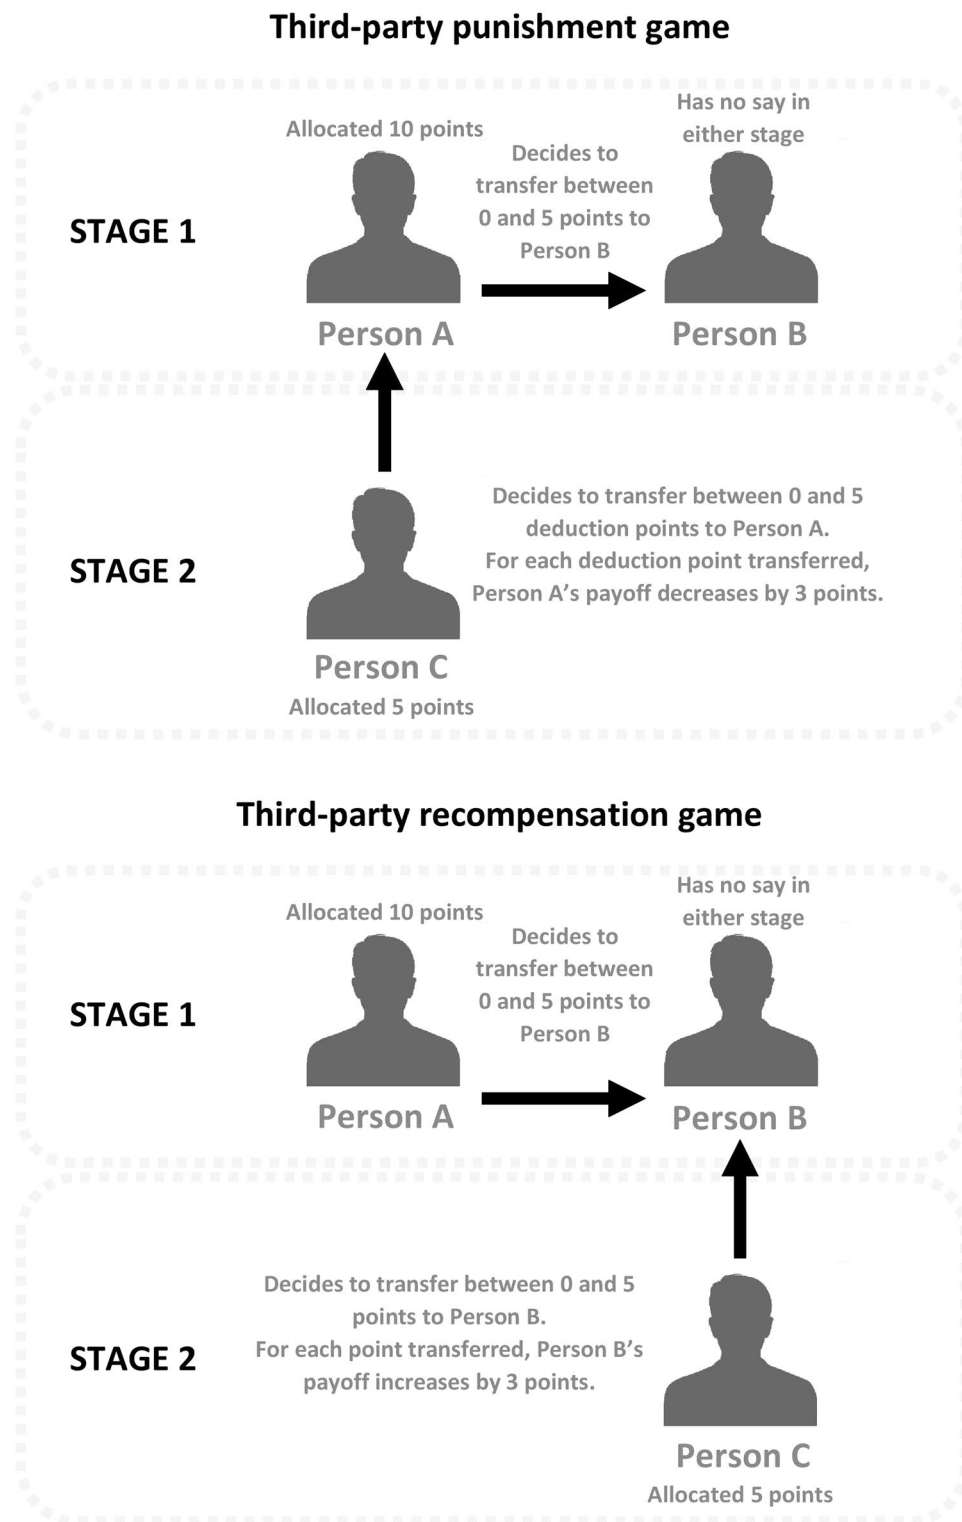 Third-party punishment game
Allocated 10 points
Has no say in
either stage
Decides to
transfer between
0 and 5 points to
Person B
STAGE 1
Person A
Person B
Decides to transfer between 0 and 5
deduction points to Person A.
For each deduction point transferred,
Person A's payoff decreases by 3 points.
STAGE 2
Person C
Allocated 5 points
Third-party recompensation game
Allocated 10 points
Has no say in
either stage
Decides to
transfer between
0 and 5 points to
Person B
STAGE 1
Person A
Person B
Decides to transfer between 0 and 5
points to Person B.
For each point transferred, Person B's
payoff increases by 3 points.
STAGE 2
Person C
Allocated 5 points